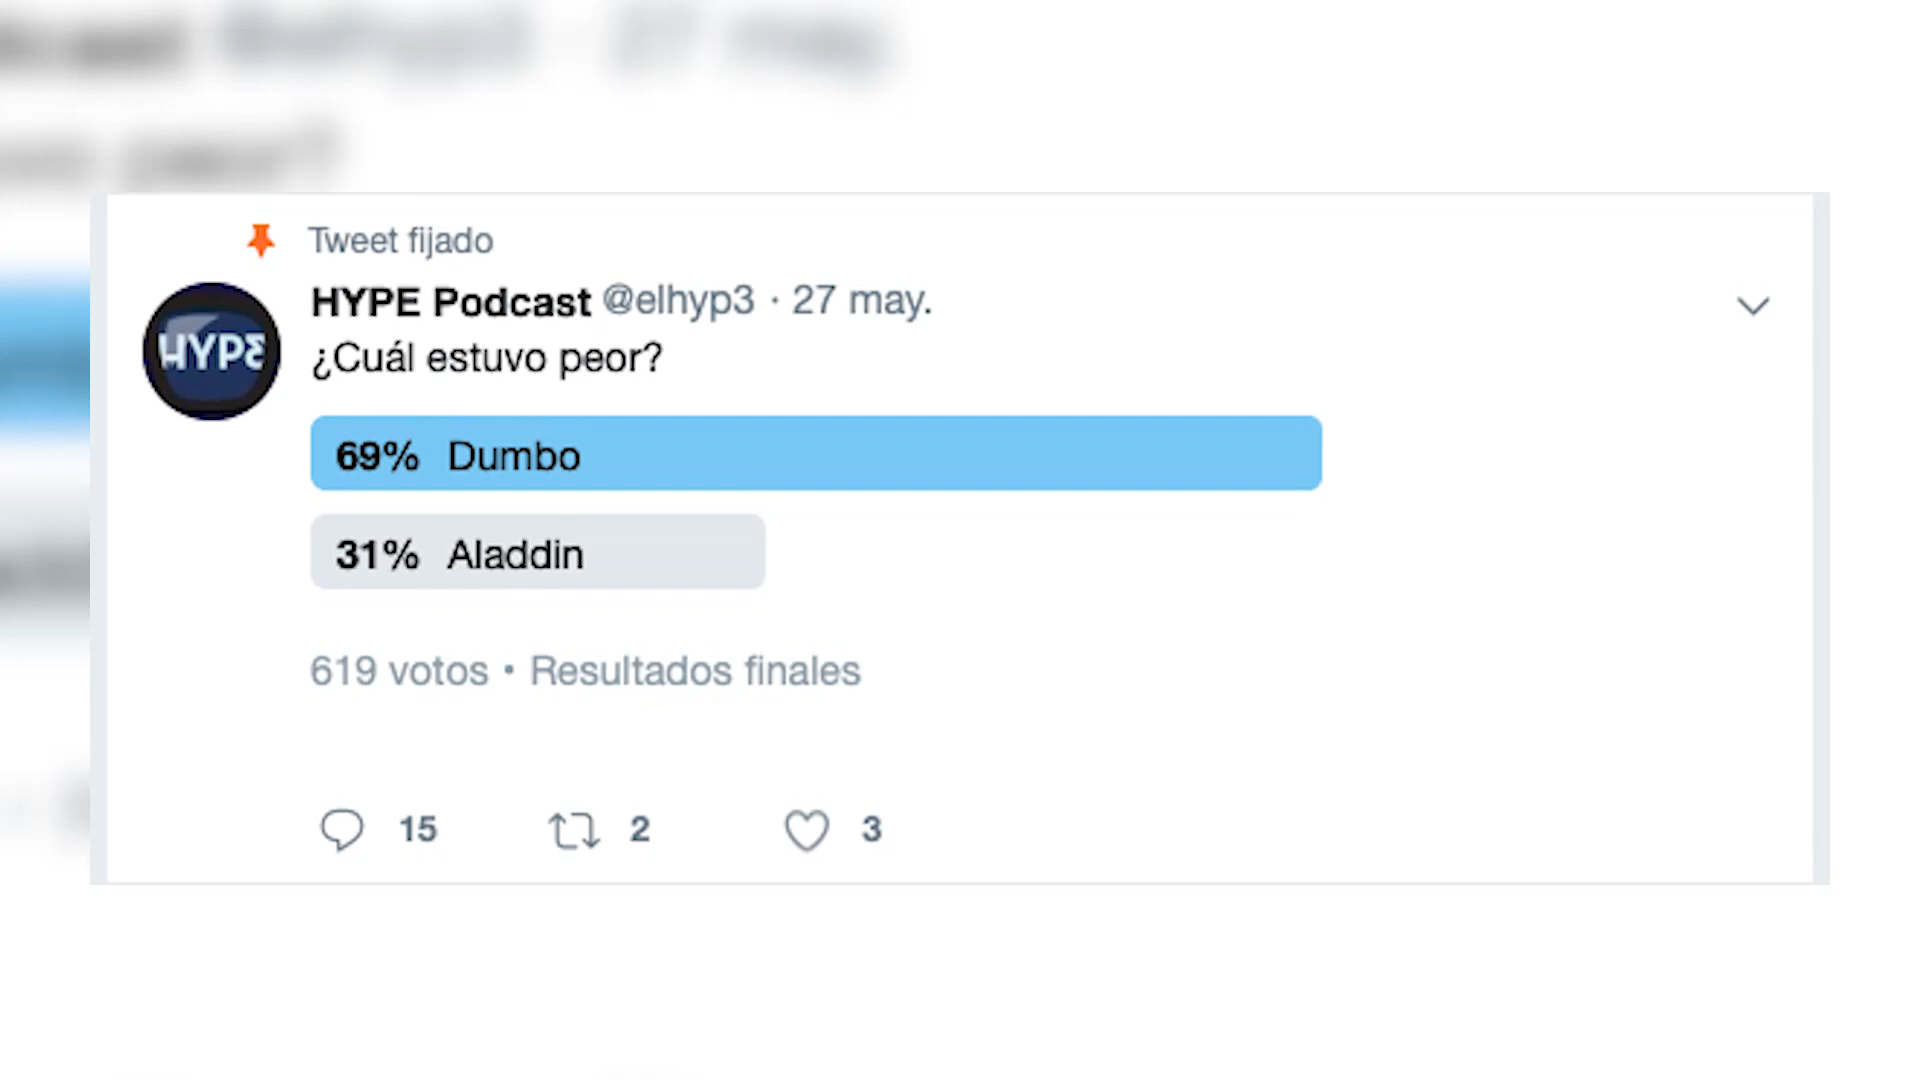 Tweet fijado
HYPE Podcast @elhyp3 · 27 may.
HYPE
¿Cuál estuvo peor?
69% Dumbo
31% Aladdin
619 votos • Resultados finales
15 2 3